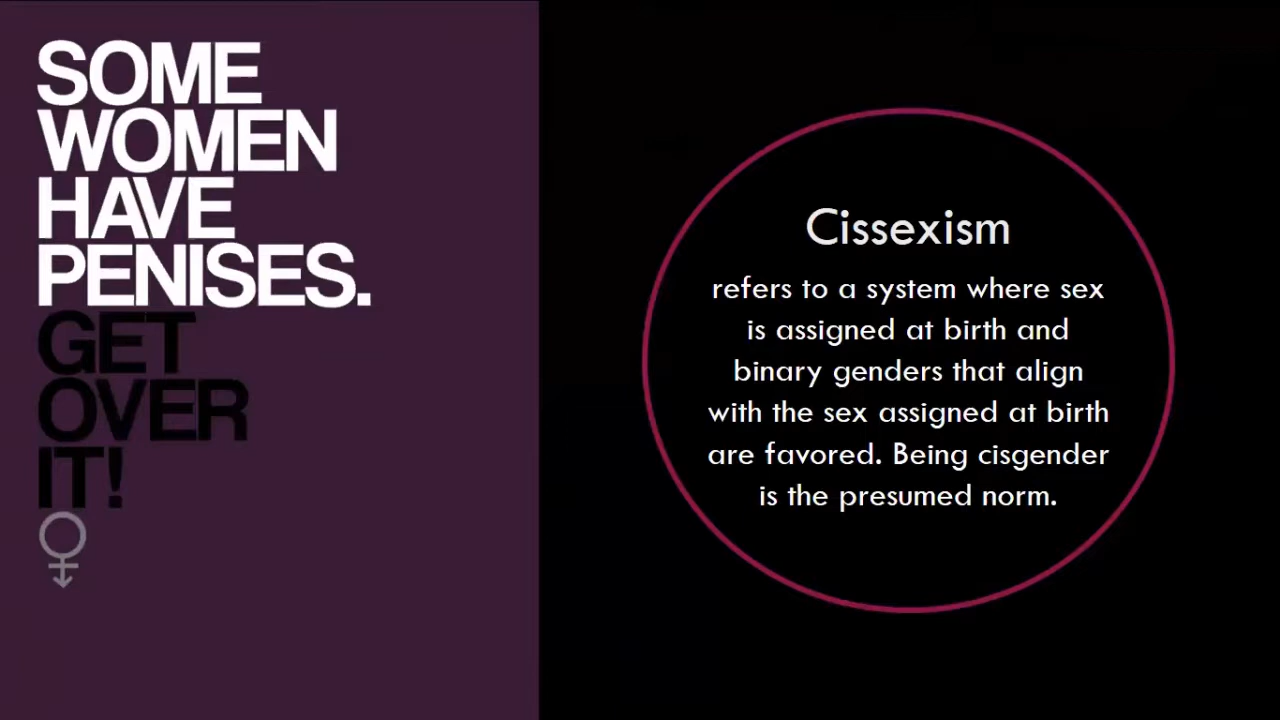 SOME
WOMEN
HAVE
PENISES.
GET
OVER
IT!
Cissexism
refers to a system where sex
is assigned at birth and
binary genders that align
with the sex assigned at birth
are favored. Being cisgender
is the presumed norm.